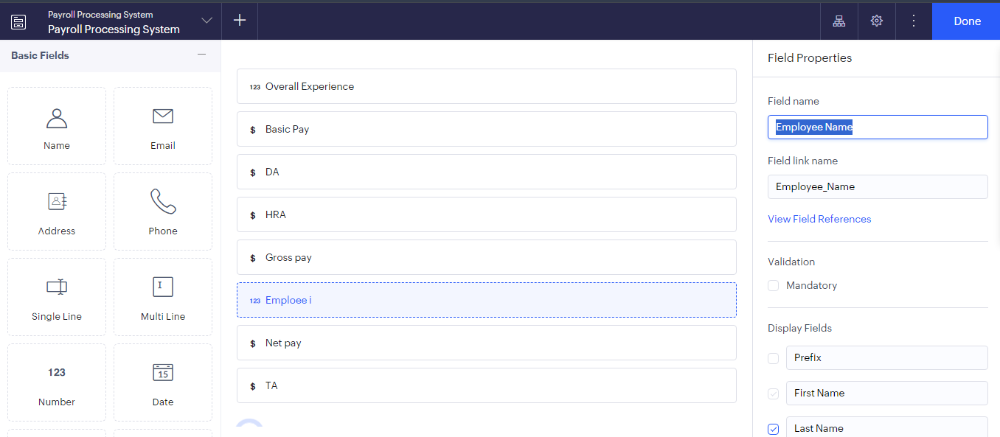 Payroll Processing System
Payroll Processing System
Done
Basic Fields
Name
Email
Address
Phone
Single Line
Multi Line
123
Number
15
Date
123 Overall Experience
$ Basic Pay
$ DA
$ HRA
$ Gross pay
123 Emploee i
$ Net pay
$ TA
Field Properties
Field name
Employee Name
Field link name
Employee_Name
View Field References
Validation
Mandatory
Display Fields
Prefix
First Name
Last Name